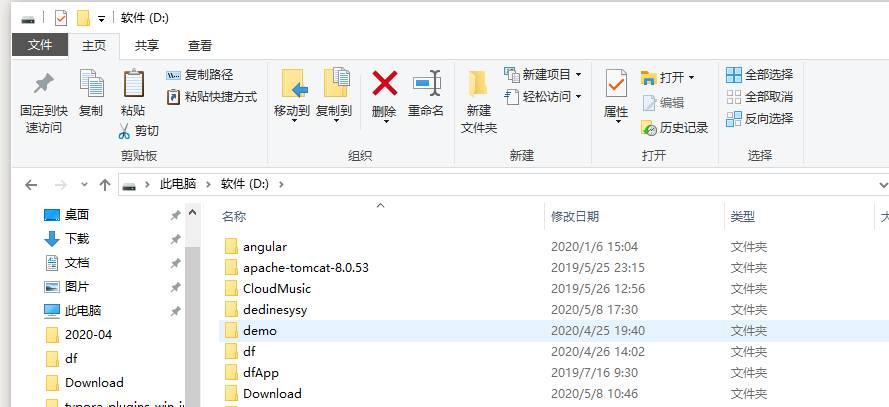 软件 (D:)
文件 主页 共享 查看
固定到快速访问
复制
粘贴
复制路径
粘贴快捷方式
剪切
剪贴板
移动到 复制到 删除 重命名
组织
新建文件夹
新建项目
轻松访问
新建
属性
打开
编辑
历史记录
打开
全部选择
全部取消
反向选择
选择
此电脑 > 软件 (D:) >
桌面
下载
文档
图片
此电脑
2020-04
df
Download
名称 修改日期 类型
angular 2020/1/6 15:04 文件夹
apache-tomcat-8.0.53 2019/5/25 23:15 文件夹
CloudMusic 2019/5/26 12:56 文件夹
dedinesysy 2020/5/8 17:30 文件夹
demo 2020/4/25 19:40 文件夹
df 2020/4/26 14:02 文件夹
dfApp 2019/7/16 9:30 文件夹
Download 2020/5/8 10:46 文件夹